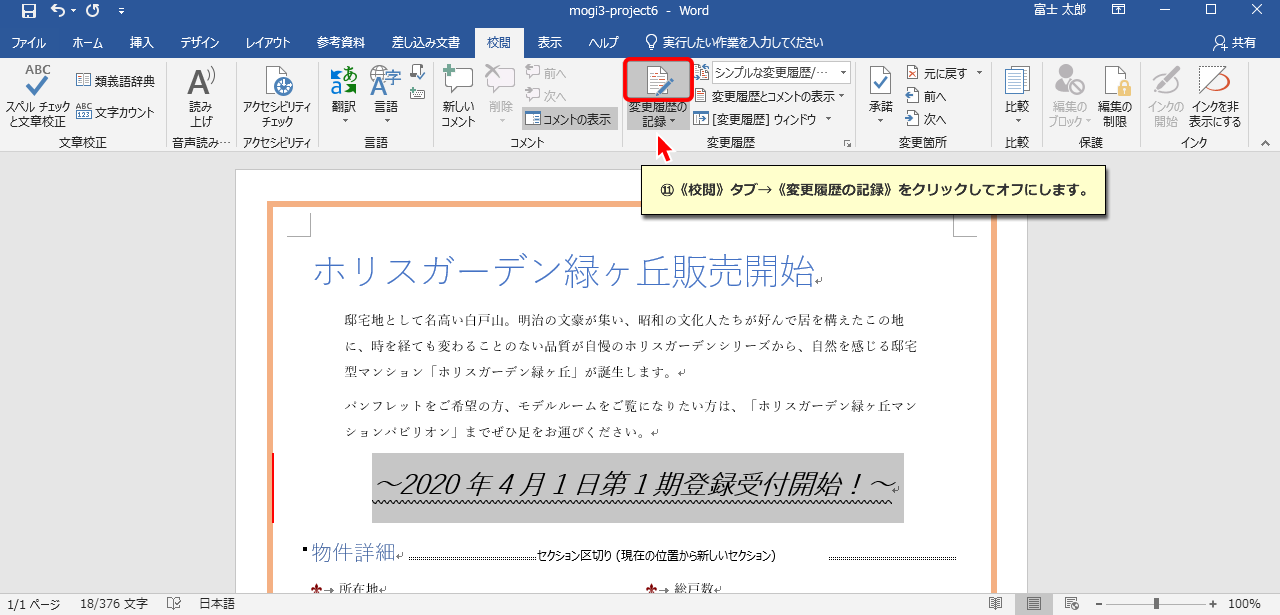 mogi3-project6 - Word
富士 太郎
ファイル ホーム 挿入 デザイン レイアウト 参考資料 差し込み文書 校閲 表示 ヘルプ 実行したい作業を入力してください 共有
ABC
スペル チェック
と文章校正
類義語辞典
ABC
123
文字カウント
文章校正
A
読み
上げ
音声読み…
アクセシビリティ
チェック
アクセシビリティ
あ
翻訳
A字
言語
言語
新しい
コメント
削除
前へ
次へ
コメントの表示
コメント
変更履歴の
記録
シンプルな変更履歴/…
変更履歴とコメントの表示
[変更履歴] ウィンドウ
変更履歴
承諾
元に戻す
前へ
次へ
変更箇所
比較
比較
編集の
ブロック
編集の
制限
保護
インクの
開始
インクを非
表示にする
インク
⑪《校閲》タブ→《変更履歴の記録》をクリックしてオフにします。
ホリスガーデン緑ヶ丘販売開始
邸宅地として名高い白戸山。明治の文豪が集い、昭和の文化人たちが好んで居を構えたこの地
に、時を経ても変わることのない品質が自慢のホリスガーデンシリーズから、自然を感じる邸宅
型マンション「ホリスガーデン緑ヶ丘」が誕生します。
パンフレットをご希望の方、モデルルームをご覧になりたい方は、「ホリスガーデン緑ヶ丘マン
ションパビリオン」までぜひ足をお運びください。
～2020 年 4 月 1 日第 1 期登録受付開始！～
物件詳細 セクション区切り (現在の位置から新しいセクション)
所在地 総戸数
1/1 ページ 18/376 文字 日本語 100%